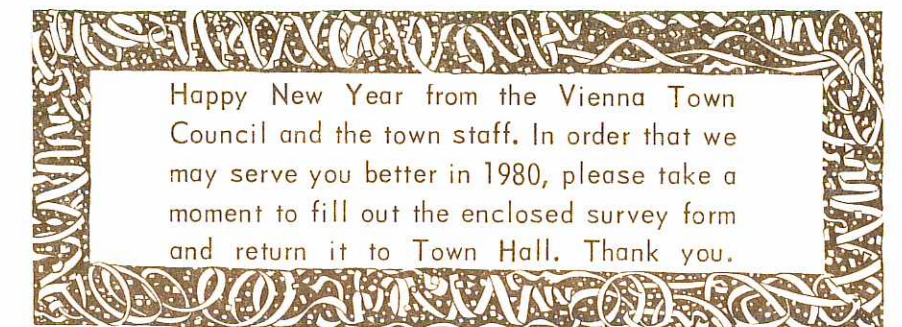 Happy New Year from the Vienna Town
Council and the town staff. In order that we
may serve you better in 1980, please take a
moment to fill out the enclosed survey form
and return it to Town Hall. Thank you.